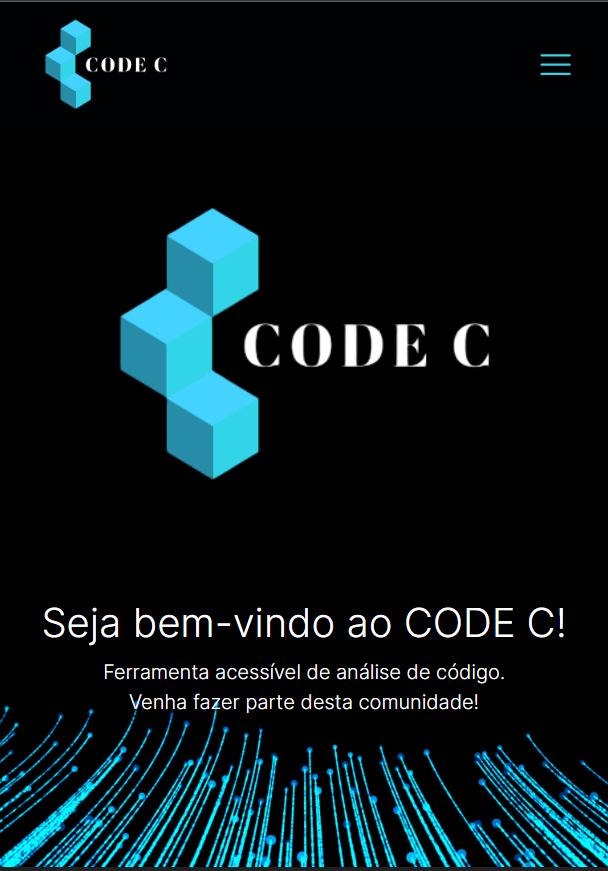 CODE C
CODE C
Seja bem-vindo ao CODE C!
Ferramenta acessível de análise de código.
Venha fazer parte desta comunidade!